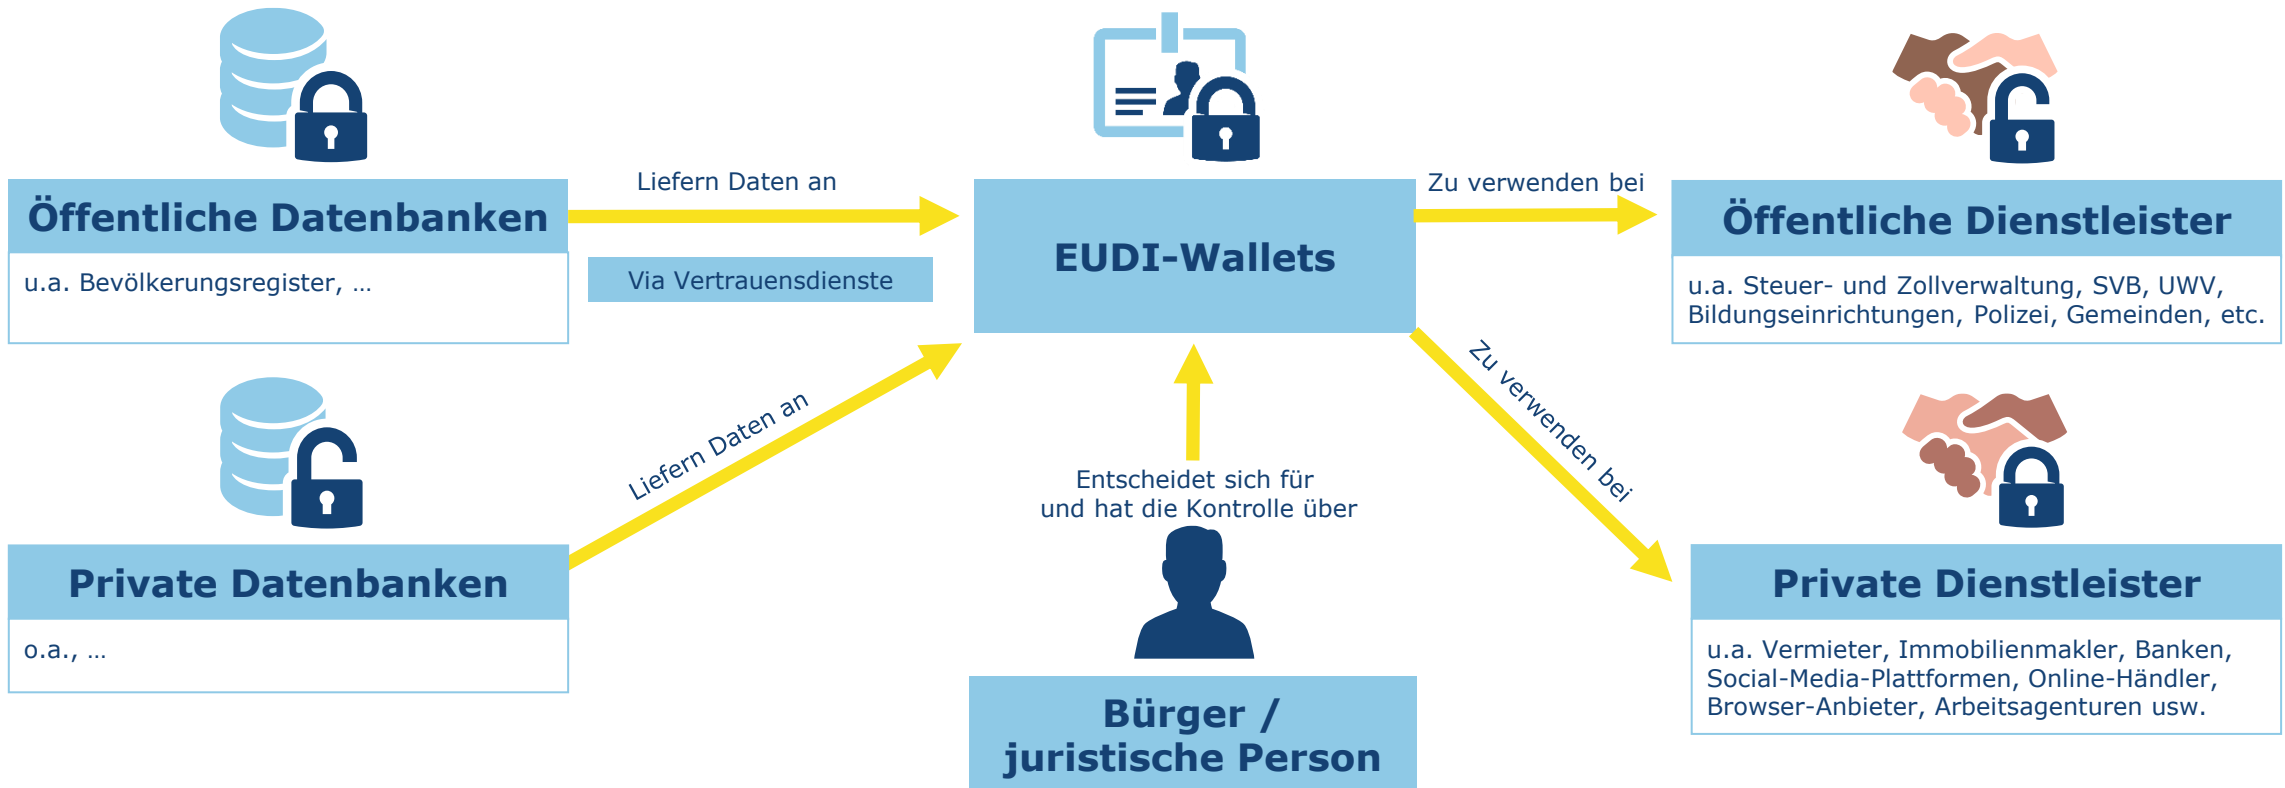 Öffentliche Datenbanken
u.a. Bevölkerungsregister, …
Liefern Daten an
Via Vertrauensdienste
EUDI-Wallets
Zu verwenden bei
Öffentliche Dienstleister
u.a. Steuer- und Zollverwaltung, SVB, UWV,
Bildungseinrichtungen, Polizei, Gemeinden, etc.
Private Datenbanken
o.a., …
Liefern Daten an
Entscheidet sich für
und hat die Kontrolle über
Bürger /
juristische Person
Zu verwenden bei
Private Dienstleister
u.a. Vermieter, Immobilienmakler, Banken,
Social-Media-Plattformen, Online-Händler,
Browser-Anbieter, Arbeitsagenturen usw.